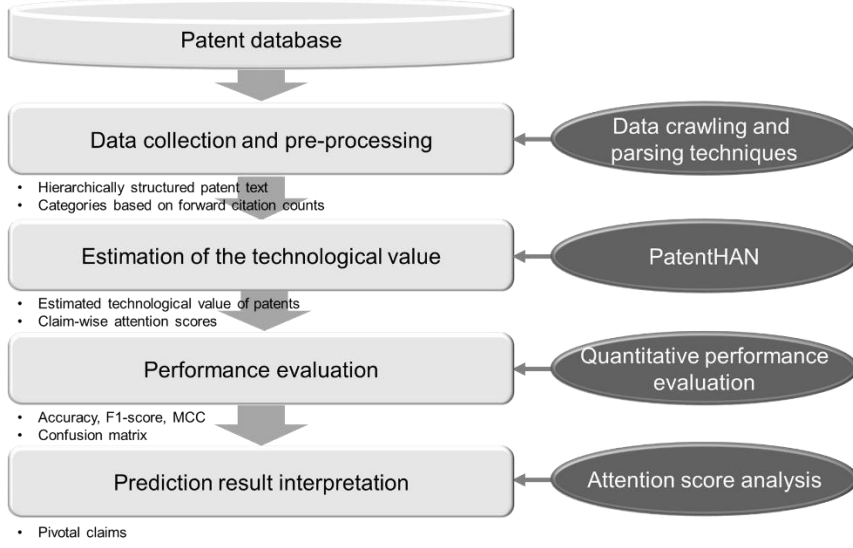 Patent database
Data collection and pre-processing
Data crawling and
parsing techniques
• Hierarchically structured patent text
• Categories based on forward citation counts
Estimation of the technological value
PatentHAN
• Estimated technological value of patents
• Claim-wise attention scores
Performance evaluation
Quantitative performance
evaluation
• Accuracy, F1-score, MCC
• Confusion matrix
Prediction result interpretation
Attention score analysis
• Pivotal claims